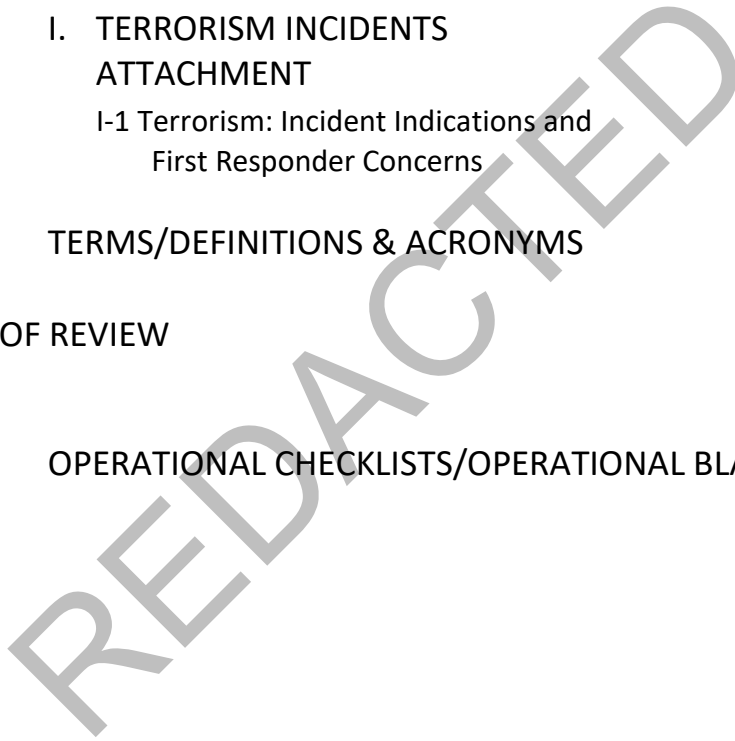 I. TERRORISM INCIDENTS
ATTACHMENT
I-1 Terrorism: Incident Indications and
First Responder Concerns
TERMS/DEFINITIONS & ACRONYMS
OF REVIEW
OPERATIONAL CHECKLISTS/OPERATIONAL BLA
REDACTED